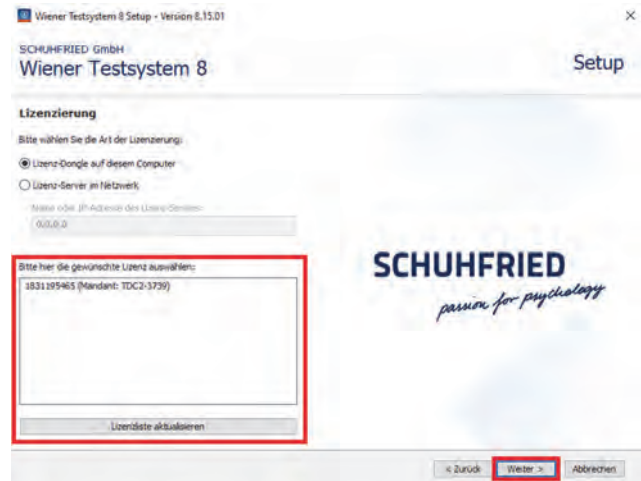 Wiener Testsystem 8 Setup - Version 8.15.01
SCHUHFRIED GmbH
Wiener Testsystem 8
Setup
Lizenzierung
Bitte wählen Sie die Art der Lizenzierung:
Lizenz-Dongle auf diesem Computer
Lizenz-Server im Netzwerk
Name oder IP-Adresse des Lizenz-Servers:
0.0.0.0
Bitte hier die gewünschte Lizenz auswählen:
1831195465 (Mandant: TDC2-3739)
Lizenzliste aktualisieren
SCHUHFRIED
passion for psychology
< Zurück
Weiter >
Abbrechen